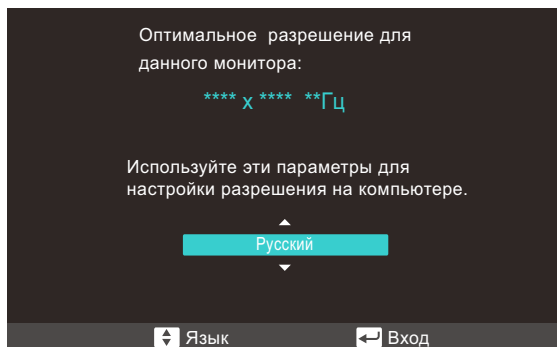 Оптимальное разрешение для
данного монитора:
**** x **** **Гц
Используйте эти параметры для
настройки разрешения на компьютере.
Русский
Язык
Вход